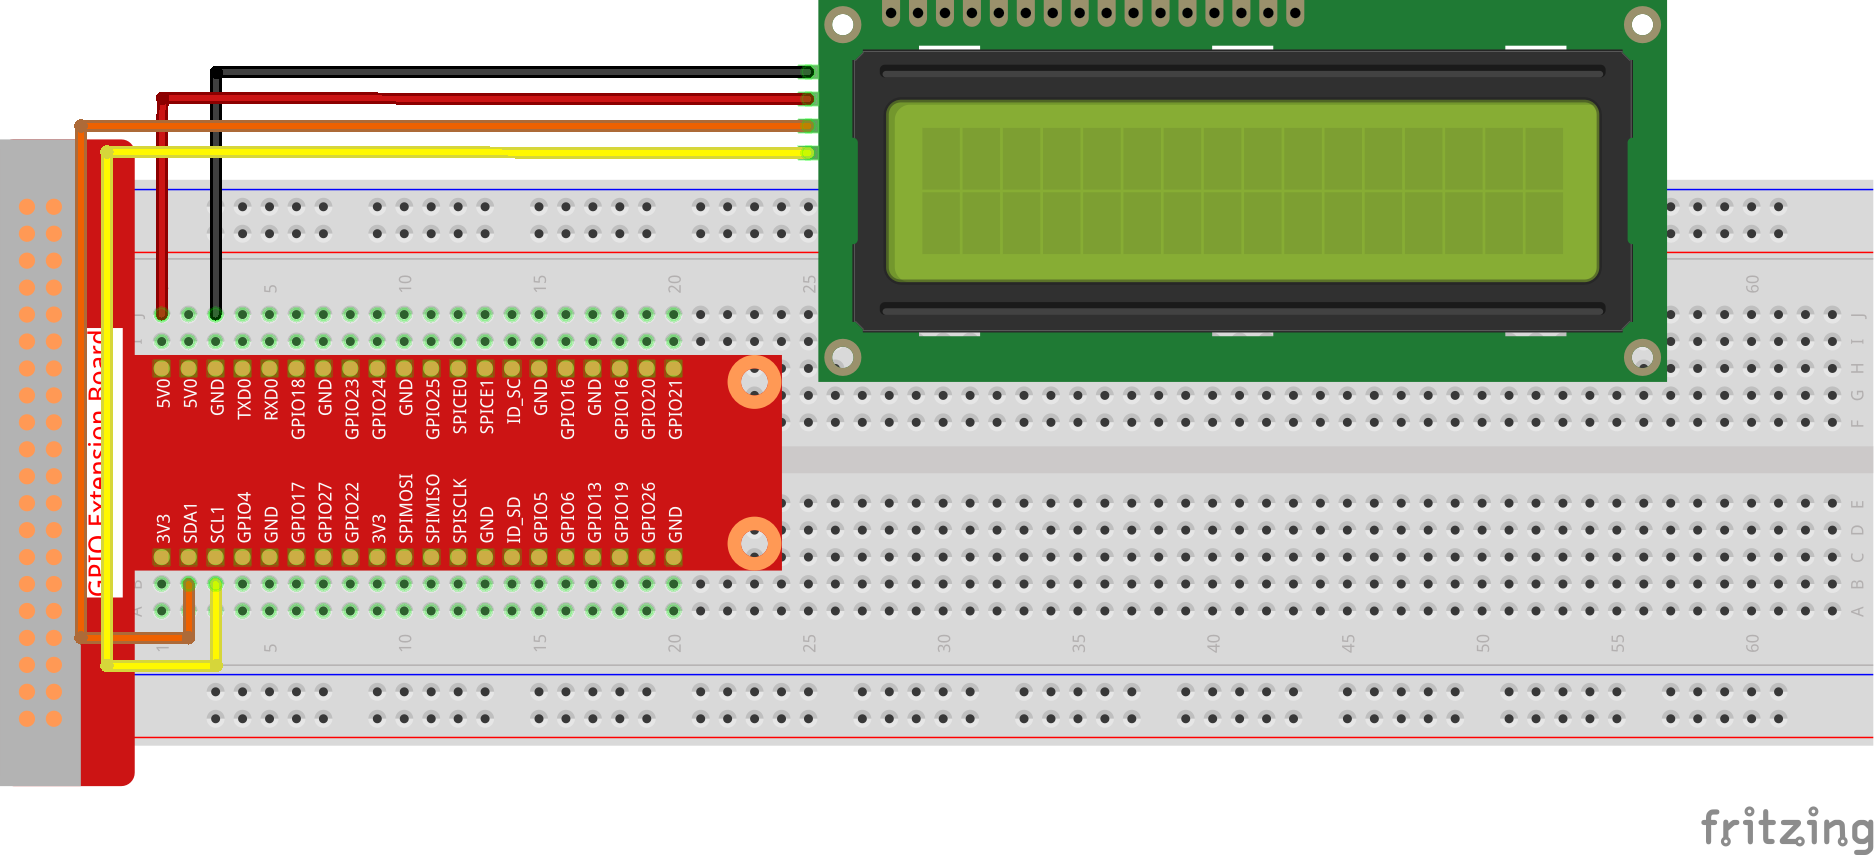 5
10
15
20
25
60
J
I
J
I
H
G
F
5V0
5V0
GND
TXD0
RXD0
GPIO18
GND
GPIO23
GPIO24
GND
GPIO25
SPICE0
SPICE1
ID_SC
GND
GPIO16
GND
GPIO16
GPIO20
GPIO21
GPIO Extension Board
3V3
SDA1
SCL1
GPIO4
GND
GPIO17
GPIO27
GPIO22
3V3
SPIMOSI
SPIMISO
SPISCLK
GND
ID_SD
GPIO5
GPIO6
GPIO13
GPIO19
GPIO26
GND
E
D
C
B
A
B
A
1
5
10
15
20
25
30
35
40
45
50
55
60
fritzing